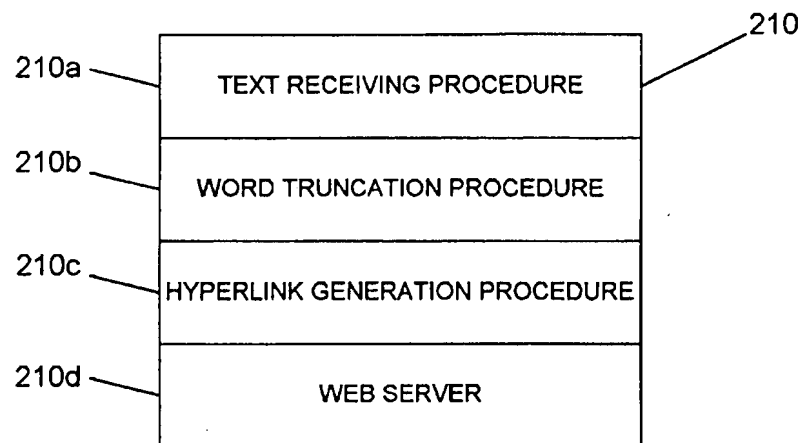 210
210a
TEXT RECEIVING PROCEDURE
210b
WORD TRUNCATION PROCEDURE
210c
HYPERLINK GENERATION PROCEDURE
210d
WEB SERVER